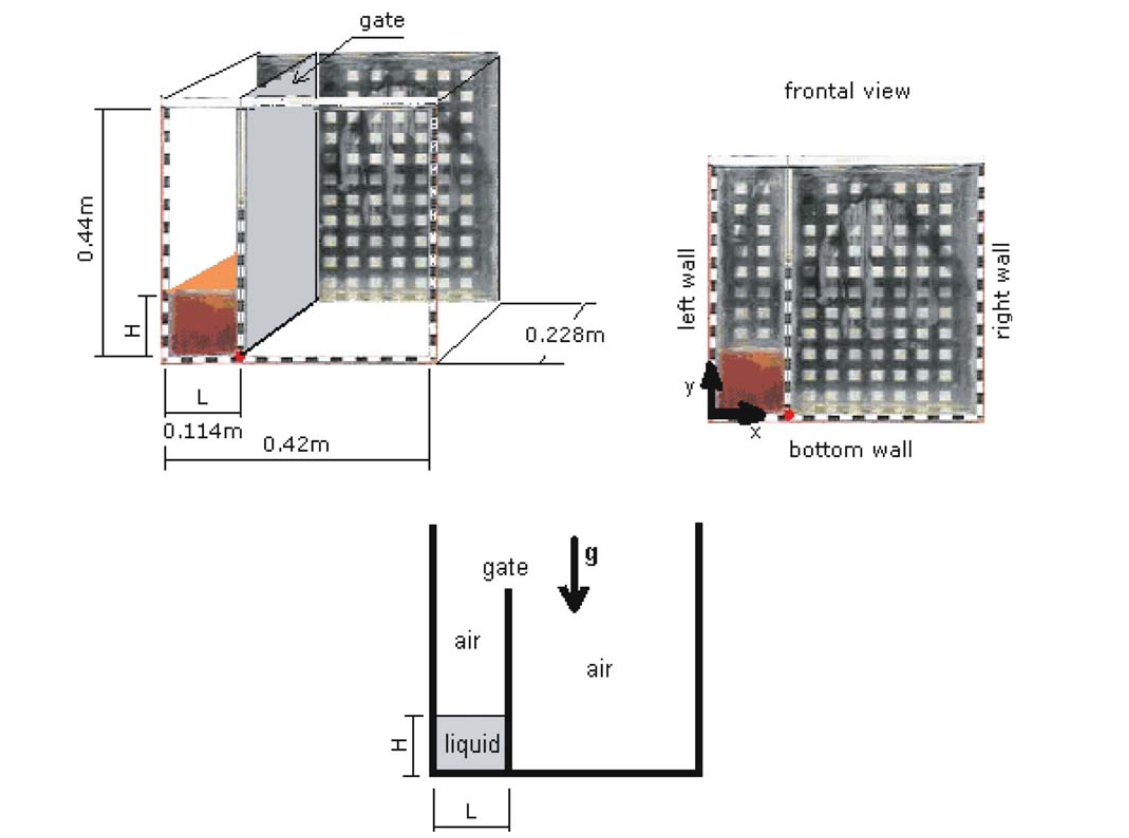 gate
0.44m
H
L
0.114m
0.42m
0.228m
frontal view
left wall
right wall
y
x
bottom wall
gate
g
air
air
H
liquid
L